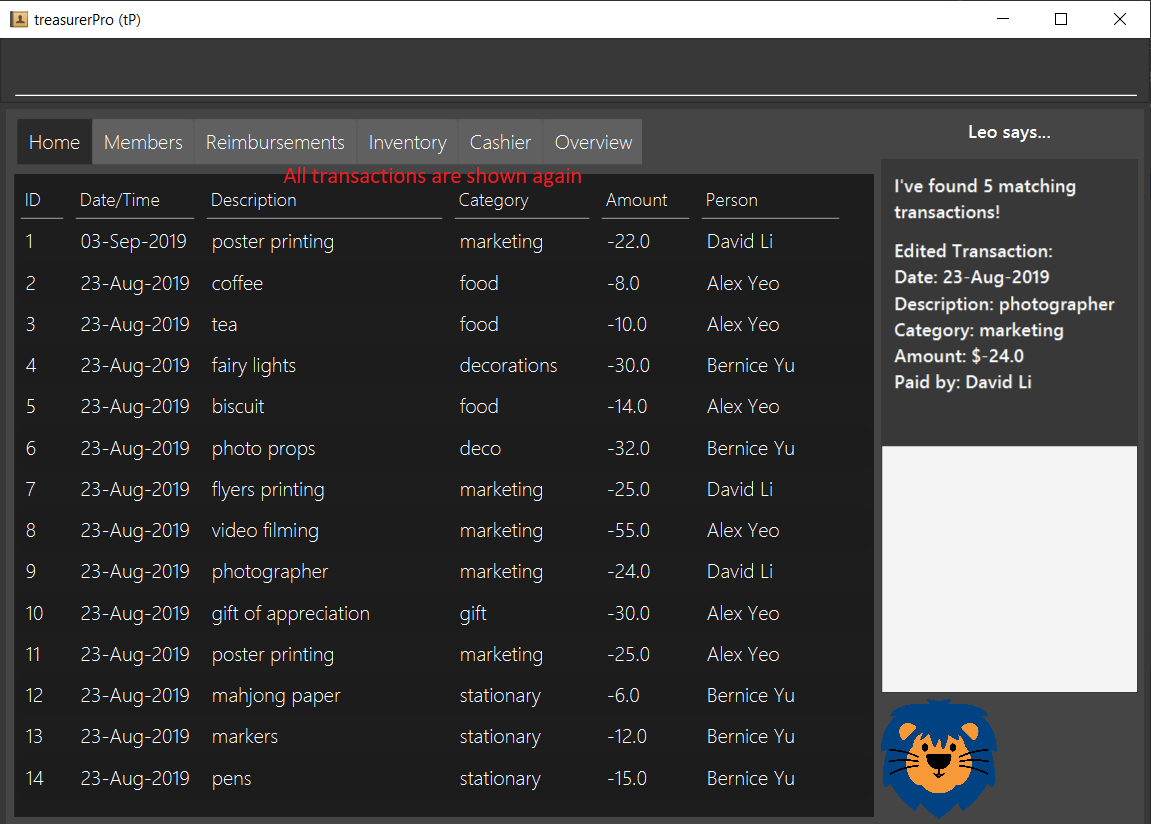 treasurerPro (tP)
Home Members Reimbursements Inventory Cashier Overview
All transactions are shown again
ID Date/Time Description Category Amount Person
1 03-Sep-2019 poster printing marketing -22.0 David Li
2 23-Aug-2019 coffee food -8.0 Alex Yeo
3 23-Aug-2019 tea food -10.0 Alex Yeo
4 23-Aug-2019 fairy lights decorations -30.0 Bernice Yu
5 23-Aug-2019 biscuit food -14.0 Alex Yeo
6 23-Aug-2019 photo props deco -32.0 Bernice Yu
7 23-Aug-2019 flyers printing marketing -25.0 David Li
8 23-Aug-2019 video filming marketing -55.0 Alex Yeo
9 23-Aug-2019 photographer marketing -24.0 David Li
10 23-Aug-2019 gift of appreciation gift -30.0 Alex Yeo
11 23-Aug-2019 poster printing marketing -25.0 Alex Yeo
12 23-Aug-2019 mahjong paper stationary -6.0 Bernice Yu
13 23-Aug-2019 markers stationary -12.0 Bernice Yu
14 23-Aug-2019 pens stationary -15.0 Bernice Yu
Leo says...
I've found 5 matching
transactions!
Edited Transaction:
Date: 23-Aug-2019
Description: photographer
Category: marketing
Amount: $-24.0
Paid by: David Li